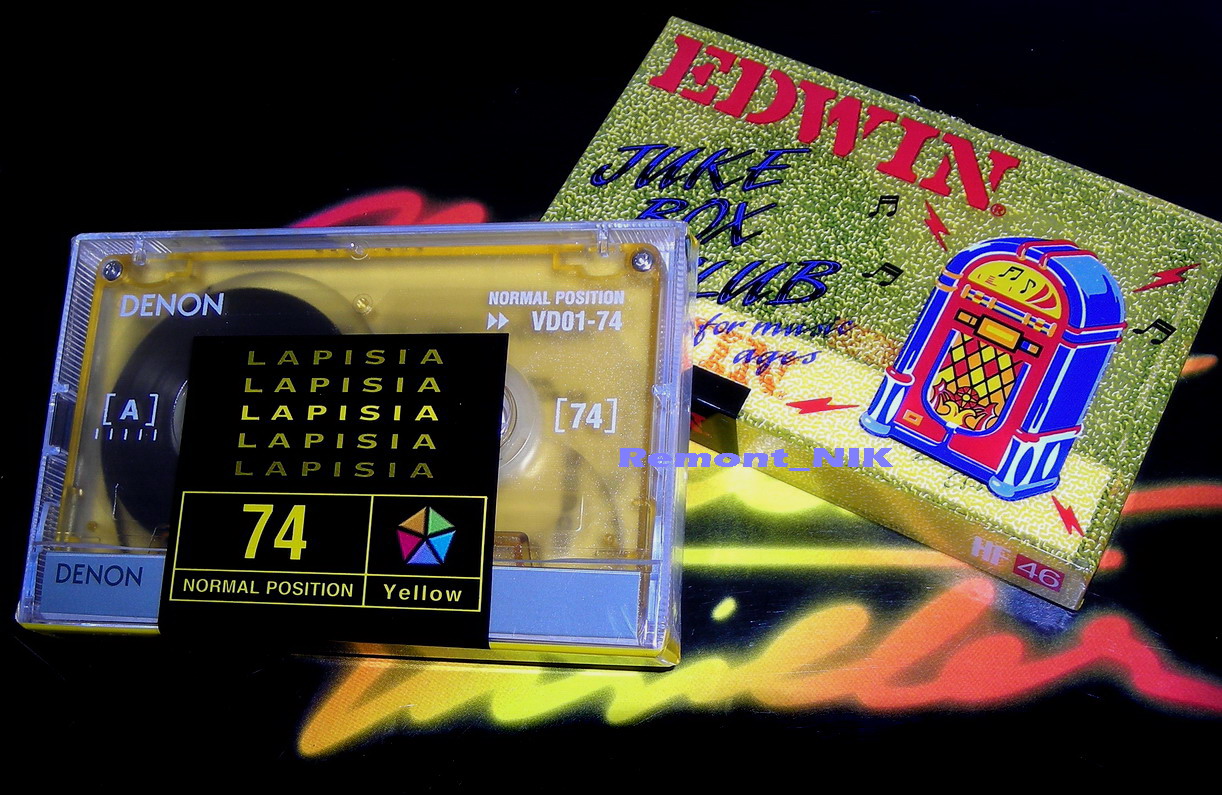 EDWIN®
JUKE
BOX
CLUB
for music
ages
HF 46
DENON
NORMAL POSITION
VD01-74
LAPISIA
LAPISIA
LAPISIA
LAPISIA
LAPISIA
[A]
[74]
74
NORMAL POSITION
Yellow
DENON
Remont_NIK